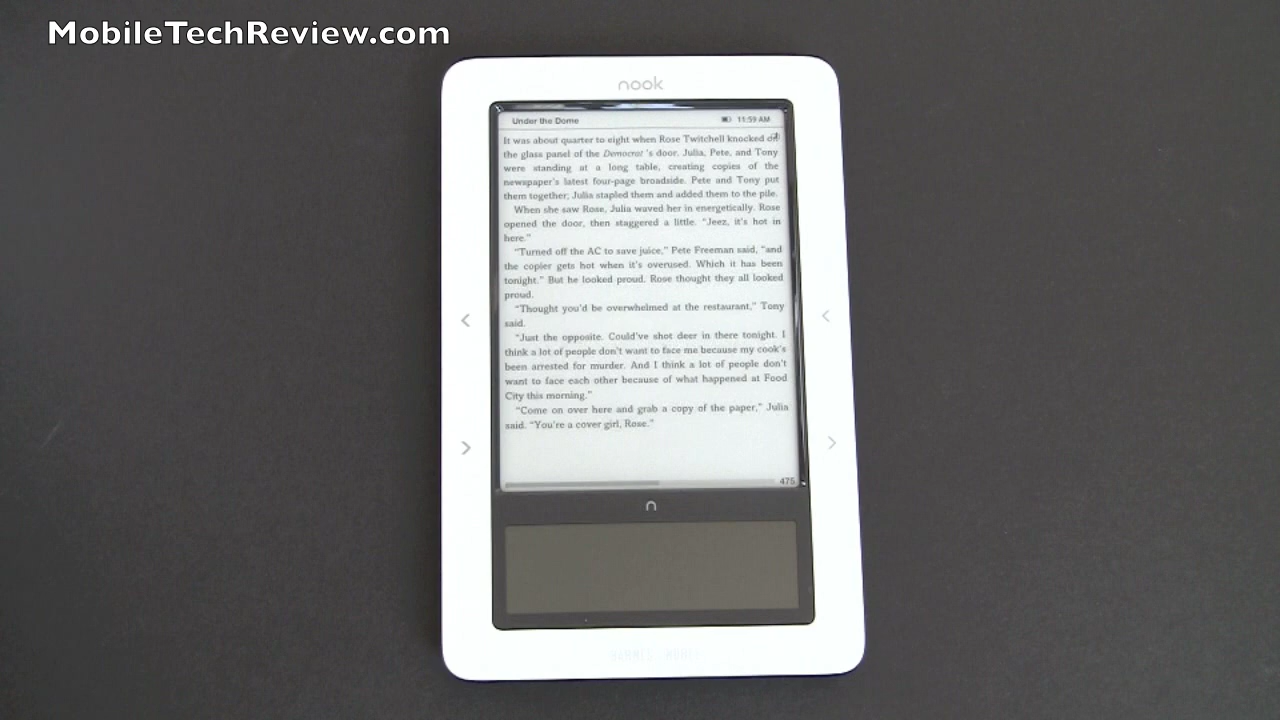 MobileTechReview.com
nook
Under the Dome 11:59 AM
It was about quarter to eight when Rose Twitchell knocked on
the glass panel of the Democrat 's door. Julia, Pete, and Tony
were standing at a long table, creating copies of the
newspaper's latest four-page broadside. Pete and Tony put
them together; Julia stapled them and added them to the pile.
When she saw Rose, Julia waved her in energetically. Rose
opened the door, then staggered a little. “Jeez, it's hot in
here.”
“Turned off the AC to save juice,” Pete Freeman said, “and
the copier gets hot when it's overused. Which it has been
tonight.” But he looked proud. Rose thought they all looked
proud.
“Thought you'd be overwhelmed at the restaurant,” Tony
said.
“Just the opposite. Could've shot deer in there tonight. I
think a lot of people don't want to face me because my cook's
been arrested for murder. And I think a lot of people don't
want to face each other because of what happened at Food
City this morning.”
“Come on over here and grab a copy of the paper,” Julia
said. “You're a cover girl, Rose.”
475